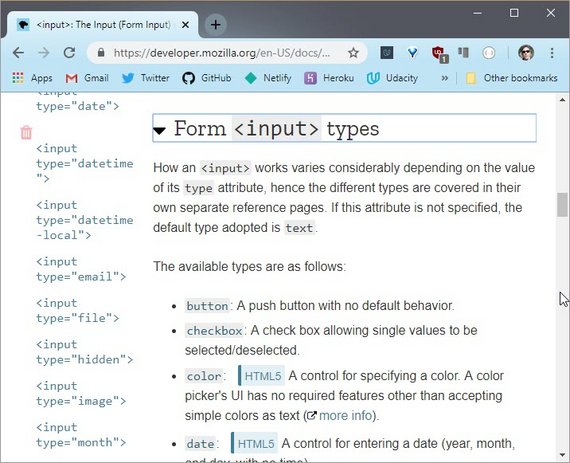 <input>: The Input (Form Input)
https://developer.mozilla.org/en-US/docs/...
1
Apps Gmail Twitter GitHub Netlify Heroku Udacity » Other bookmarks
<input
type="date">
<input
type="datetime
">
<input
type="datetime
-local">
<input
type="email">
<input
type="file">
<input
type="hidden">
<input
type="image">
<input
type="month">
Form <input> types
How an <input> works varies considerably depending on the value
of its type attribute, hence the different types are covered in their
own separate reference pages. If this attribute is not specified, the
default type adopted is text.
The available types are as follows:
• button: A push button with no default behavior.
• checkbox: A check box allowing single values to be
selected/deselected.
• color: HTML5 A control for specifying a color. A color
picker's UI has no required features other than accepting
simple colors as text (more info).
• date: HTML5 A control for entering a date (year, month,
and day, with no time).